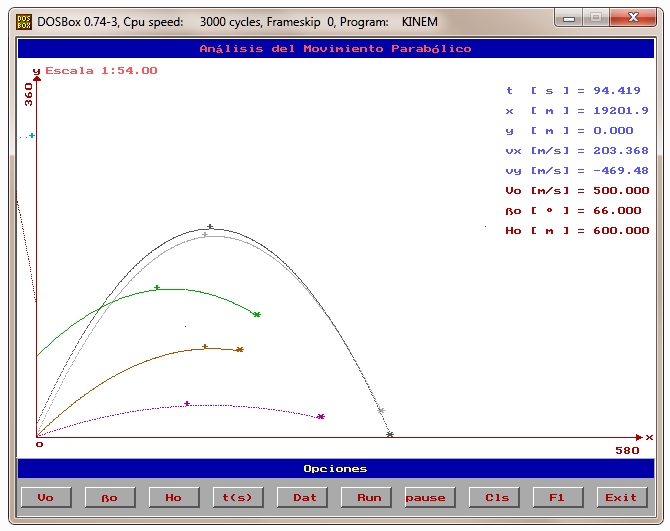 DOSBox 0.74-3, Cpu speed: 3000 cycles, Frameskip 0, Program: KINEM
Análisis del Movimiento Parabólico
y Escala 1:54.00
360
t [ s ] = 94.419
x [ m ] = 19201.9
y [ m ] = 0.000
vx [m/s] = 203.368
vy [m/s] = -469.48
Vo [m/s] = 500.000
ßo [ º ] = 66.000
Ho [ m ] = 600.000
x
o
580
Opciones
Vo ßo Ho t(s) Dat Run pause Cls F1 Exit